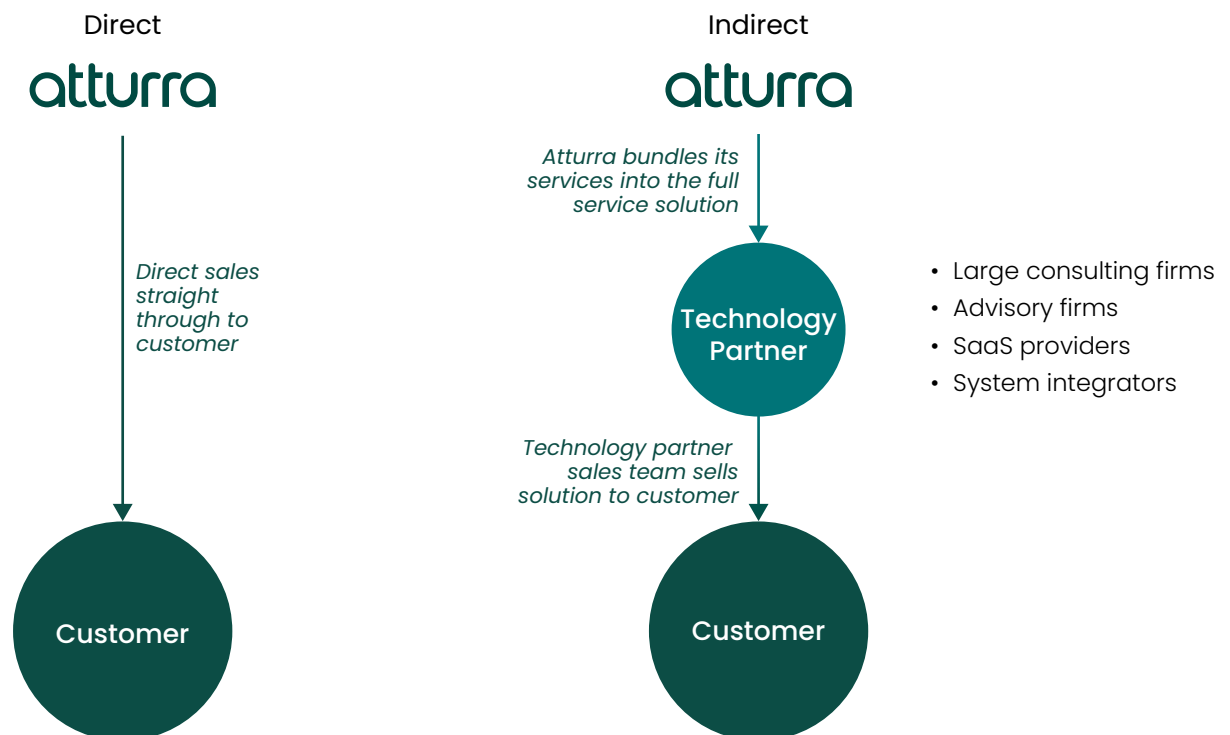 Direct
atturra
Direct sales
straight
through to
customer
Customer
Indirect
atturra
Atturra bundles its
services into the full
service solution
Technology
Partner
• Large consulting firms
• Advisory firms
• SaaS providers
• System integrators
Technology partner
sales team sells
solution to customer
Customer